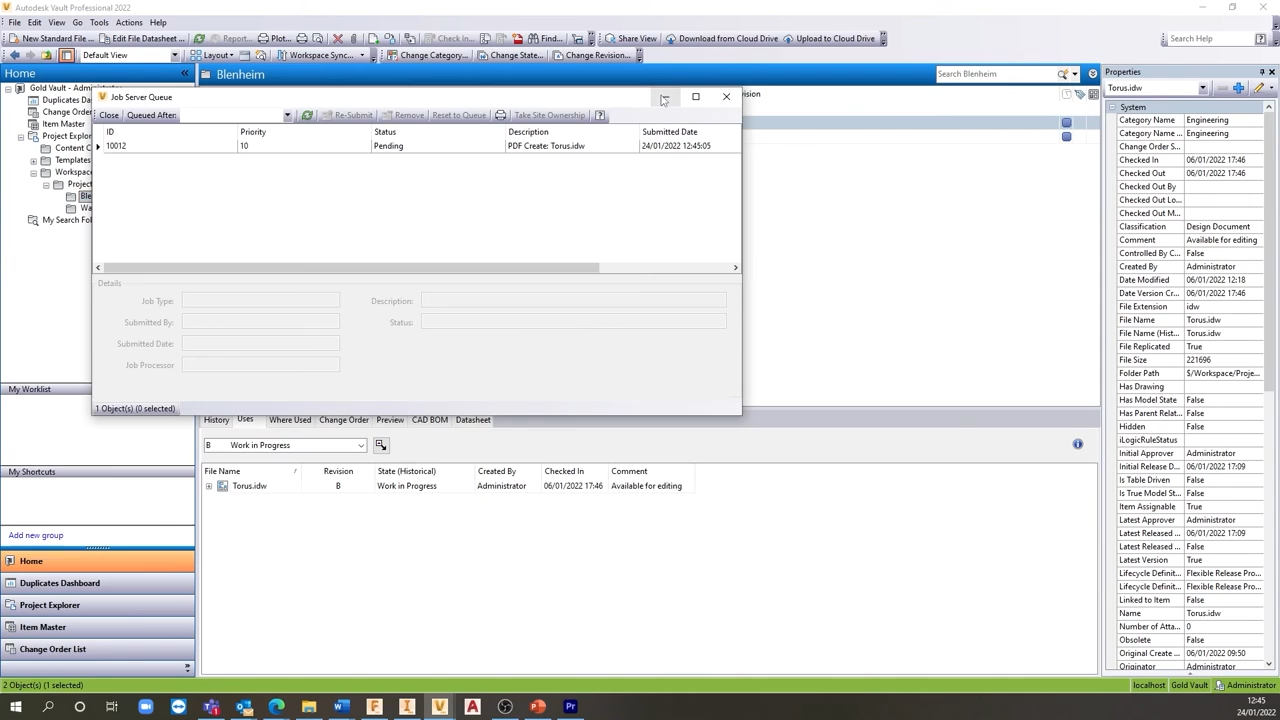 Autodesk Vault Professional 2022
File Edit View Go Tools Actions Help
New Standard File... Edit File Datasheet... Report... Plot... Check In... Find... Share View Download from Cloud Drive Upload to Cloud Drive Search Help
Default View Layout Workspace Sync... Change Category... Change State... Change Revision...
Home « Blenheim Search Blenheim Properties
Gold Vault - Administr
Torus.idw
Duplicates Dash
Change Order
Item Master
Project Explor
Content C
Templates
Workspac
Project
Ble
Wa
My Search Fol
Job Server Queue
Close Queued After: Re-Submit Remove Reset to Queue Take Site Ownership
ID Priority Status Description Submitted Date
10012 10 Pending PDF Create: Torus.idw 24/01/2022 12:45:05
Details
Job Type: Description:
Submitted By: Status:
Submitted Date:
Job Processor
1 Object(s) (0 selected)
My Worklist
My Shortcuts
Add new group
Home
Duplicates Dashboard
Project Explorer
Item Master
Change Order List
History Uses Where Used Change Order Preview CAD BOM Datasheet
B Work in Progress
File Name Revision State (Historical) Created By Checked In Comment
Torus.idw B Work in Progress Administrator 06/01/2022 17:46 Available for editing
System
Category Name Engineering
Category Name ... Engineering
Change Order S...
Checked In 06/01/2022 17:46
Checked Out 06/01/2022 17:46
Checked Out By
Checked Out Lo...
Checked Out M...
Classification Design Document
Comment Available for editing
Controlled By C... False
Created By Administrator
Date Modified 06/01/2022 12:18
Date Version Cr... 06/01/2022 17:46
File Extension idw
File Name Torus.idw
File Name (Hist... Torus.idw
File Replicated True
File Size 221696
Folder Path $/Workspace/Proje...
Has Drawing
Has Model State False
Has Parent Relat... False
Hidden False
iLogicRuleStatus
Initial Approver Administrator
Initial Release D... 06/01/2022 17:09
Is Table Driven False
Is True Model St... False
Item Assignable True
Latest Approver Administrator
Latest Released ... 06/01/2022 17:09
Latest Released ... False
Latest Version True
Lifecycle Definit... Flexible Release Pro...
Lifecycle Definit... Flexible Release Pro...
Linked to Item False
Name Torus.idw
Number of Atta... 0
Obsolete False
Original Create ... 06/01/2022 09:50
Originator Administrator
2 Object(s) (1 selected) localhost Gold Vault Administrator
12:45
24/01/2022